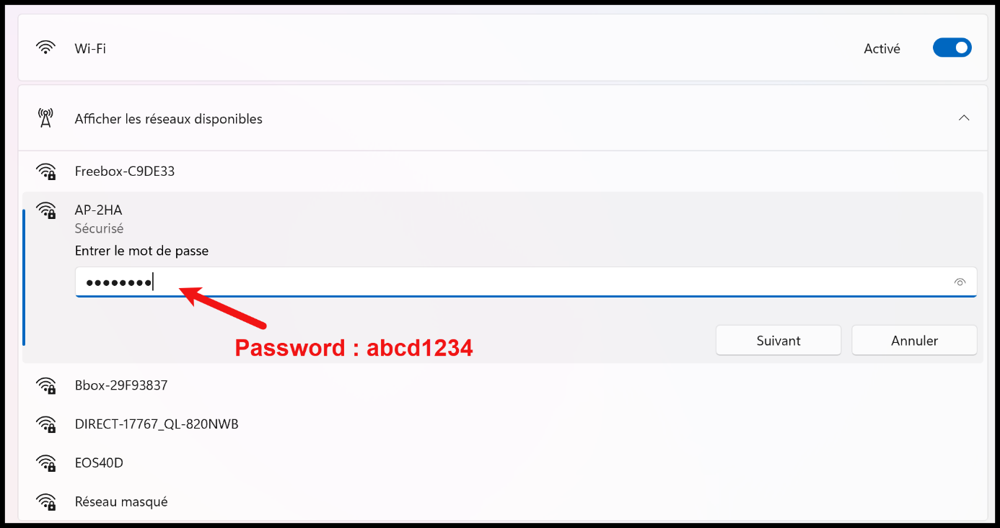 Wi-Fi
Activé
Afficher les réseaux disponibles
Freebox-C9DE33
AP-2HA
Sécurisé
Entrer le mot de passe
••••••••
Password : abcd1234
Suivant
Annuler
Bbox-29F93837
DIRECT-17767_QL-820NWB
EOS40D
Réseau masqué